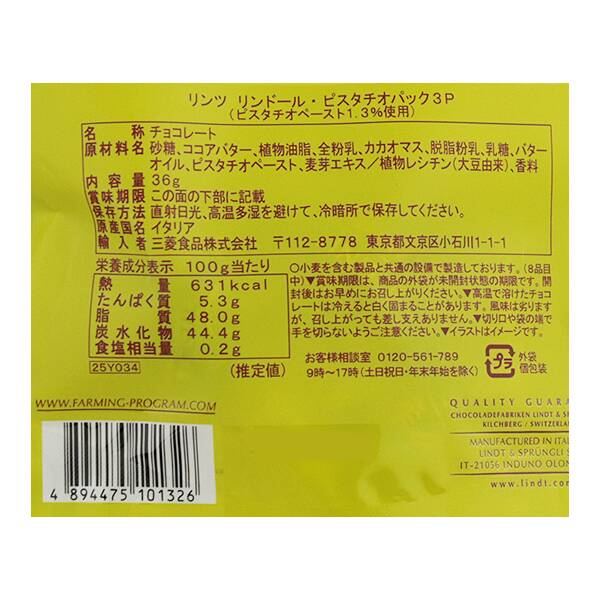 リンツ リンドール・ピスタチオパック3P
(ピスタチオペースト1.3%使用)
名 称 チョコレート
原材料名 砂糖、ココアバター、植物油脂、全粉乳、カカオマス、脱脂粉乳、乳糖、バター
オイル、ピスタチオペースト、麦芽エキス/植物レシチン(大豆由来)、香料
内 容 量 36g
賞味期限 この面の下部に記載
保存方法 直射日光、高温多湿を避けて、冷暗所で保存してください。
原産国名 イタリア
輸 入 者 三菱食品株式会社 〒112-8778 東京都文京区小石川1-1-1
栄養成分表示 100g当たり
熱 量 631kcal
たんぱく質 5.3g
脂 質 48.0g
炭水化物 44.4g
食塩相当量 0.2g
25Y034 (推定値)
○小麦を含む製品と共通の設備で製造しております。(8品目
中)▼賞味期限は、商品の外袋が未開封状態の期限です。開
封後はお早めにお召し上がりください。▼高温で溶けたチョコ
レートは冷えると白く固まることがあります。風味は劣ります
が、召し上がっても差し支えありません。▼切り口や袋の端で
手を切らないようご注意ください。▼イラストはイメージです。
お客様相談室 0120-561-789
9時〜17時(土日祝日・年末年始を除く)
プラ
外袋
個包装
WWW.FARMING-PROGRAM.COM
QUALITY GUARA
CHOCOLADEFABRIKEN LINDT & SP
KILCHBERG / SWITZERLAN
MANUFACTURED IN ITAL
LINDT & SPRÜNGLI S
IT-21056 INDUNO OLON
www.lindt.com
4 894475 101326